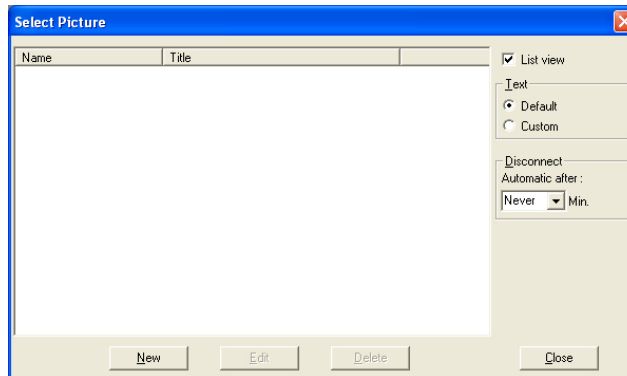 Select Picture
Name Title
List view
Text
Default
Custom
Disconnect
Automatic after :
Never Min.
New Edit Delete Close